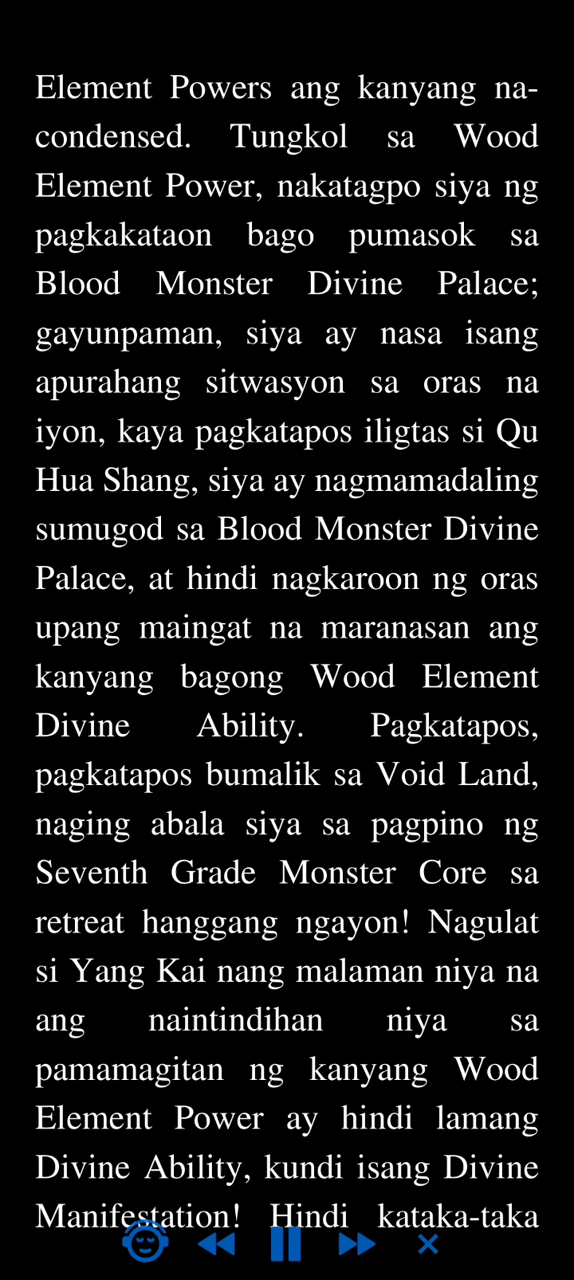 Element Powers ang kanyang na-
condensed. Tungkol sa Wood
Element Power, nakatagpo siya ng
pagkakataon bago pumasok sa
Blood Monster Divine Palace;
gayunpaman, siya ay nasa isang
apurahang sitwasyon sa oras na
iyon, kaya pagkatapos iligtas si Qu
Hua Shang, siya ay nagmamadaling
sumugod sa Blood Monster Divine
Palace, at hindi nagkaroon ng oras
upang maingat na maranasan ang
kanyang bagong Wood Element
Divine Ability. Pagkatapos,
pagkatapos bumalik sa Void Land,
naging abala siya sa pagpino ng
Seventh Grade Monster Core sa
retreat hanggang ngayon! Nagulat
si Yang Kai nang malaman niya na
ang naintindihan niya sa
pamamagitan ng kanyang Wood
Element Power ay hindi lamang
Divine Ability, kundi isang Divine
Manifestation! Hindi kataka-taka